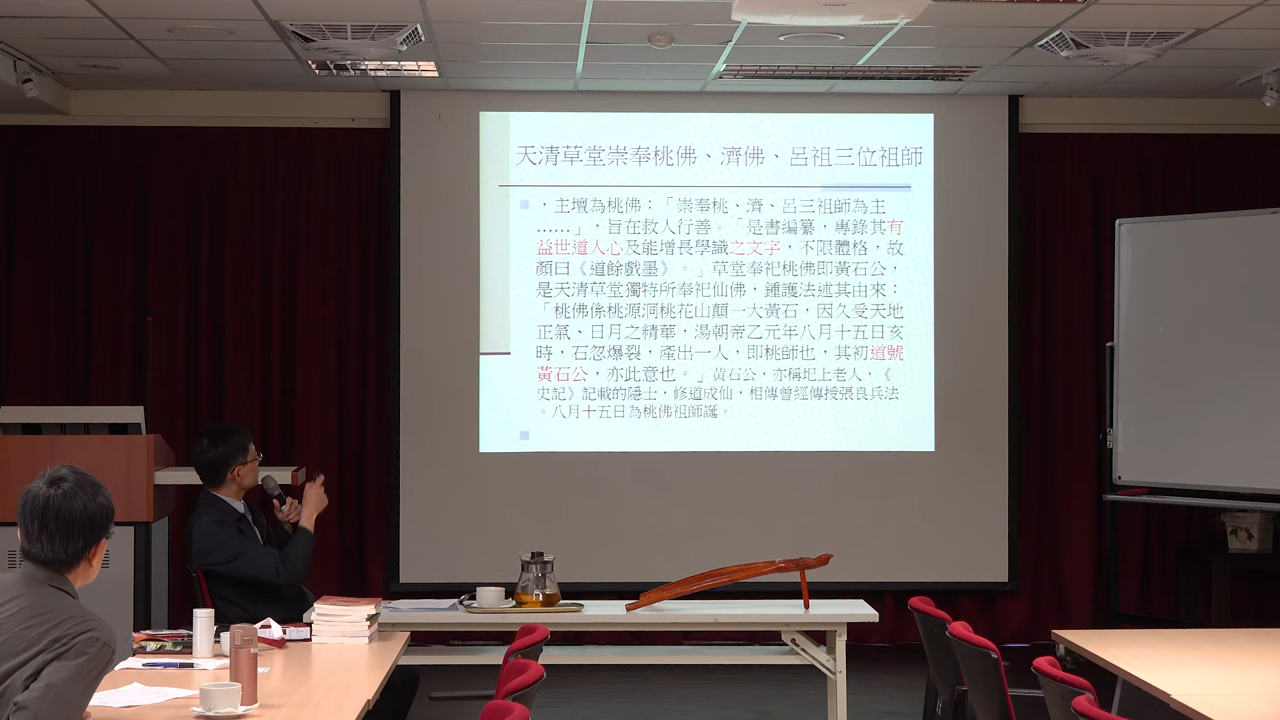 天清草堂崇奉桃佛、濟佛、呂祖三位祖師
，主壇為桃佛：「崇奉桃、濟、呂三祖師為主
……」，旨在救人行善。「是書編纂，專錄其有
益世道人心及能增長學識之文字，不限體格，故
顏曰《道餘戲墨》。」草堂奉祀桃佛即黃石公，
是天清草堂獨特所奉祀仙佛，鍾護法述其由來：
「桃佛係桃源洞桃花山顛一大黃石，因久受天地
正氣、日月之精華，湯朝帝乙元年八月十五日亥
時，石忽爆裂，產出一人，即桃師也，其初道號
黃石公，亦此意也。」黃石公，亦稱圯上老人，《
史記》記載的隱士，修道成仙，相傳曾經傳授張良兵法
。八月十五日為桃佛祖師誕。